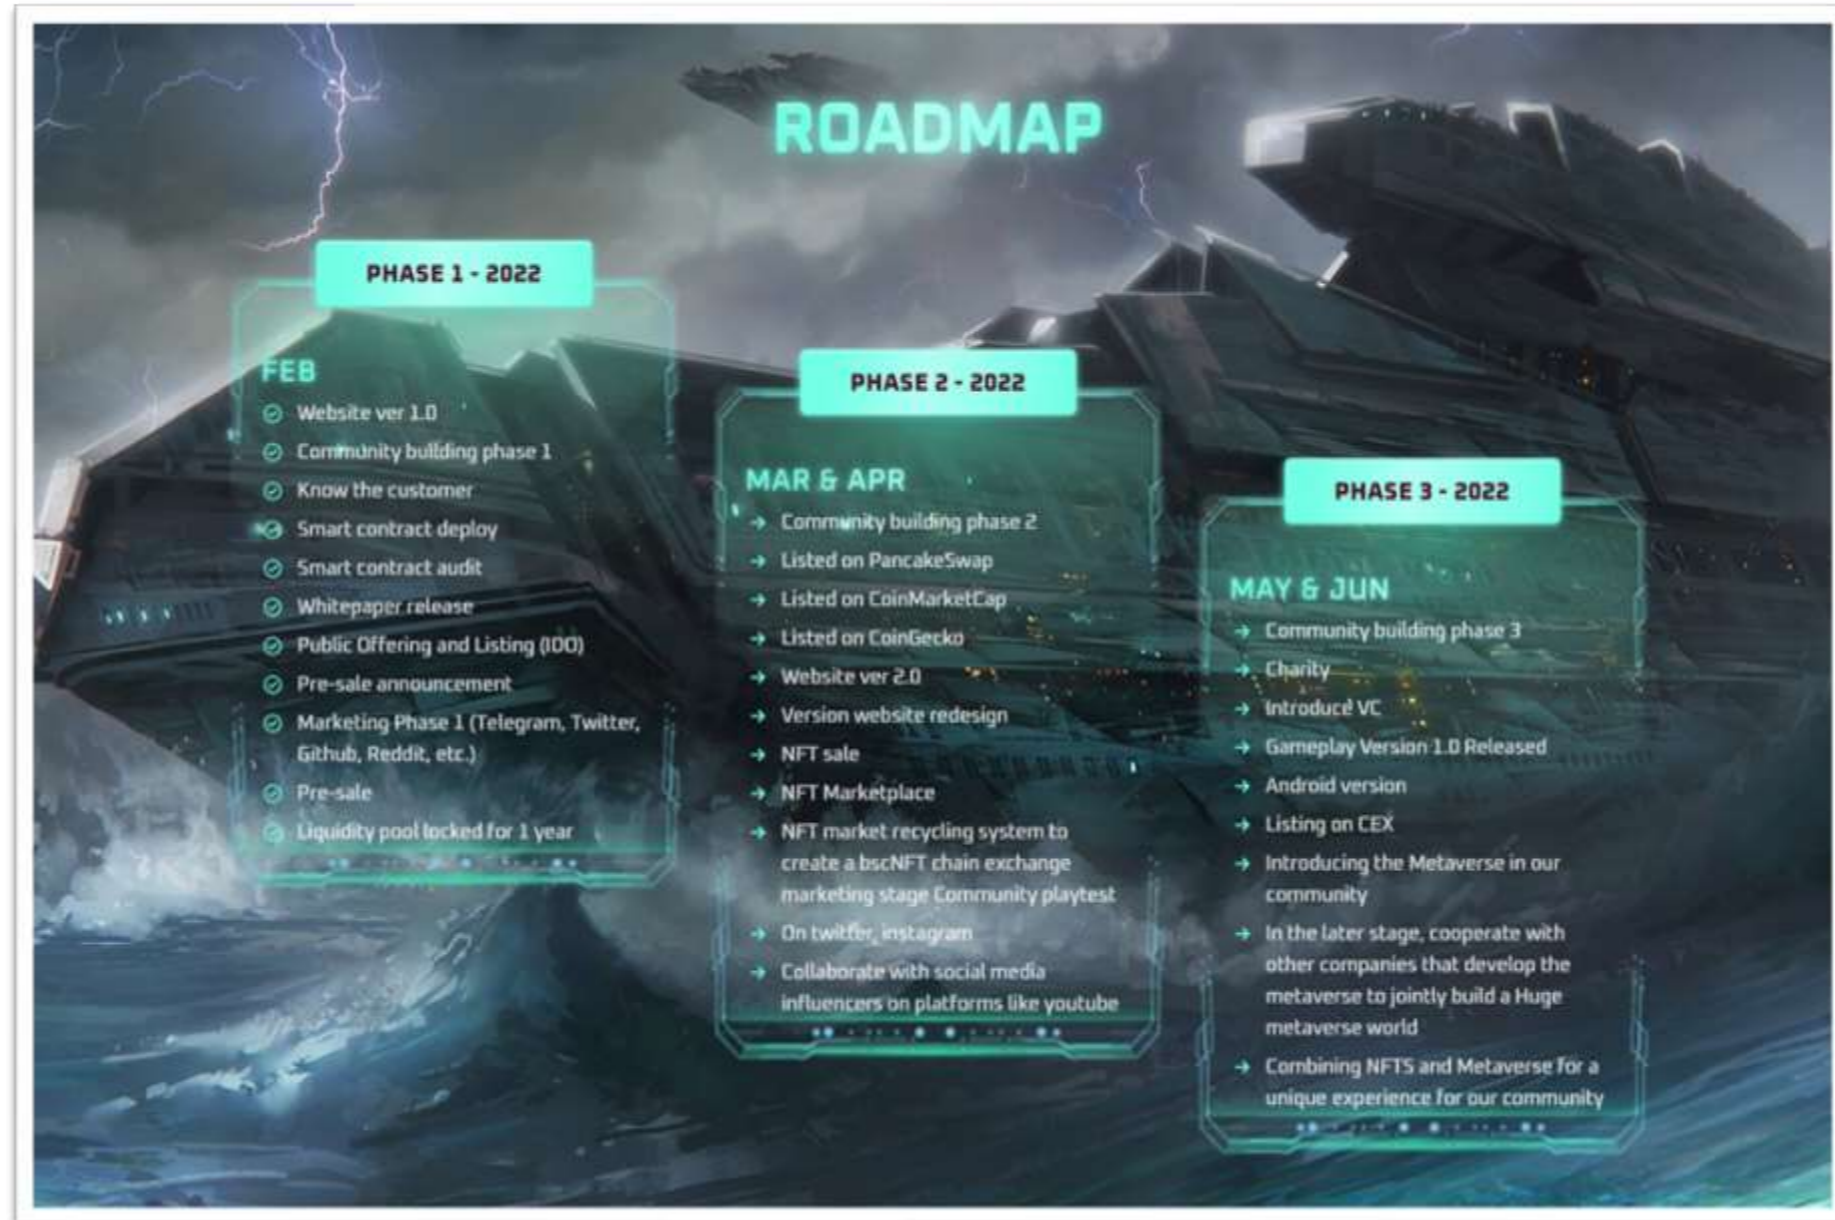 ROADMAP
PHASE 1 - 2022
FEB
Website ver 1.0
Community building phase 1
Know the customer
Smart contract deploy
Smart contract audit
Whitepaper release
Public Offering and Listing (IDO)
Pre-sale announcement
Marketing Phase 1 (Telegram, Twitter,
Github, Reddit, etc.)
Pre-sale
Liquidity pool locked for 1 year
PHASE 2 - 2022
MAR & APR
Community building phase 2
Listed on PancakeSwap
Listed on CoinMarketCap
Listed on CoinGecko
Website ver 2.0
Version website redesign
NFT sale
NFT Marketplace
NFT market recycling system to
create a bscNFT chain exchange
marketing stage Community playtest
On twitter, instagram
Collaborate with social media
influencers on platforms like youtube
PHASE 3 - 2022
MAY & JUN
Community building phase 3
Charity
Introduce VC
Gameplay Version 1.0 Released
Android version
Listing on CEX
Introducing the Metaverse in our
community
In the later stage, cooperate with
other companies that develop the
metaverse to jointly build a Huge
metaverse world
Combining NFTS and Metaverse for a
unique experience for our community